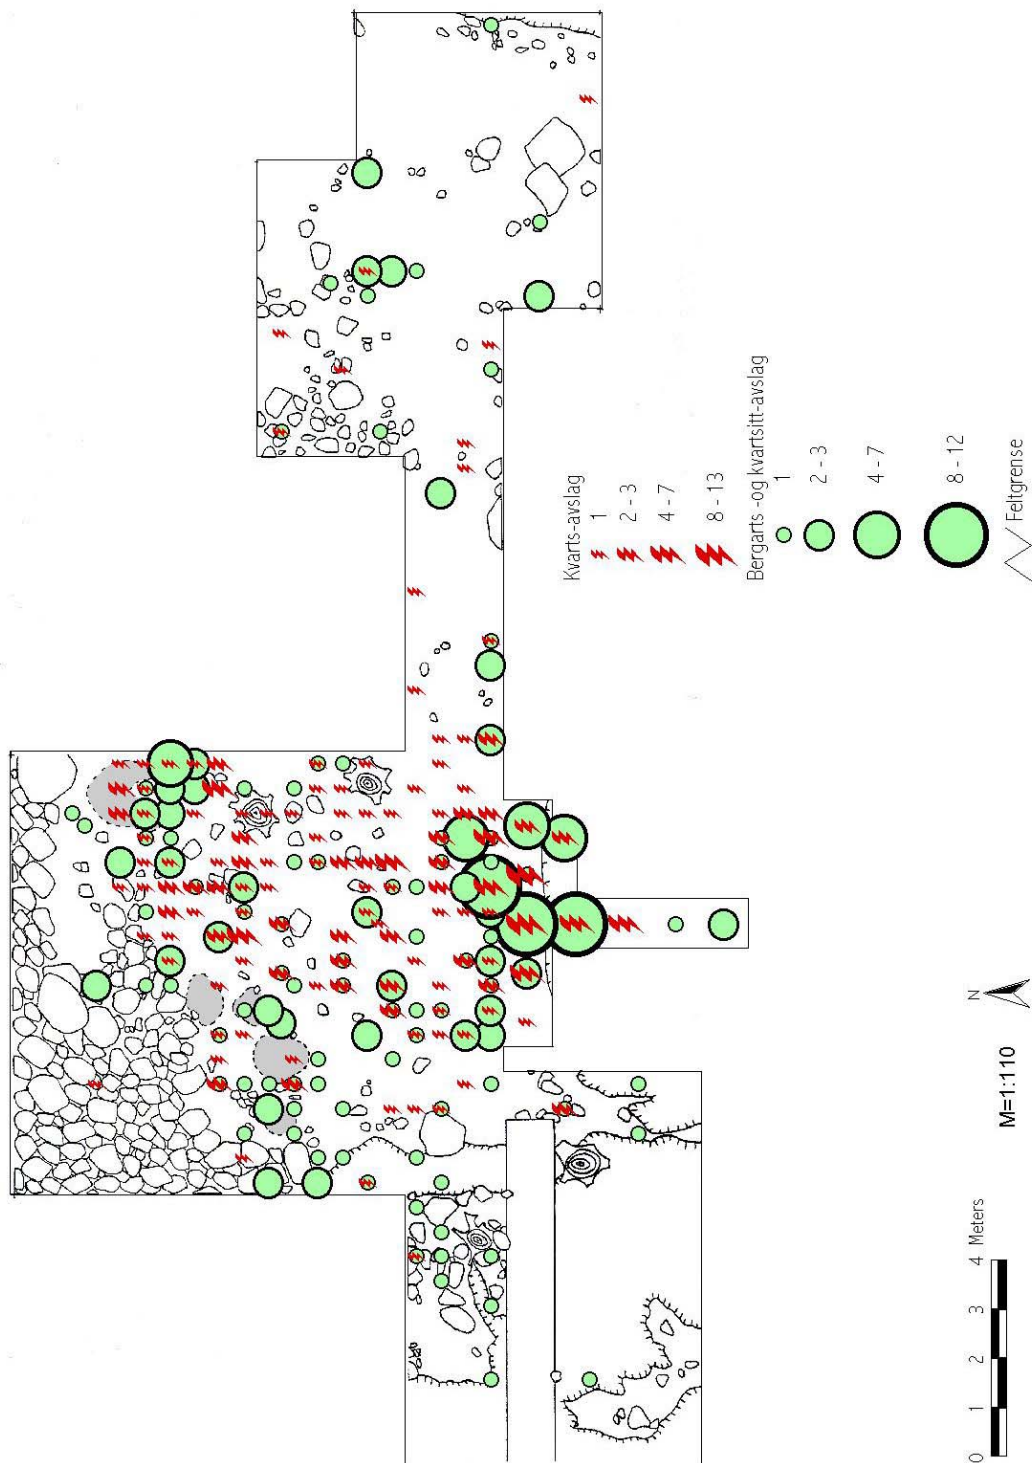 Kvarts-avslag
1
2 - 3
4 - 7
8 - 13
Bergarts -og kvartsitt-avslag
1
2 - 3
4 - 7
8 - 12
Feltgrense
N
M=1:110
0 1 2 3 4 Meters